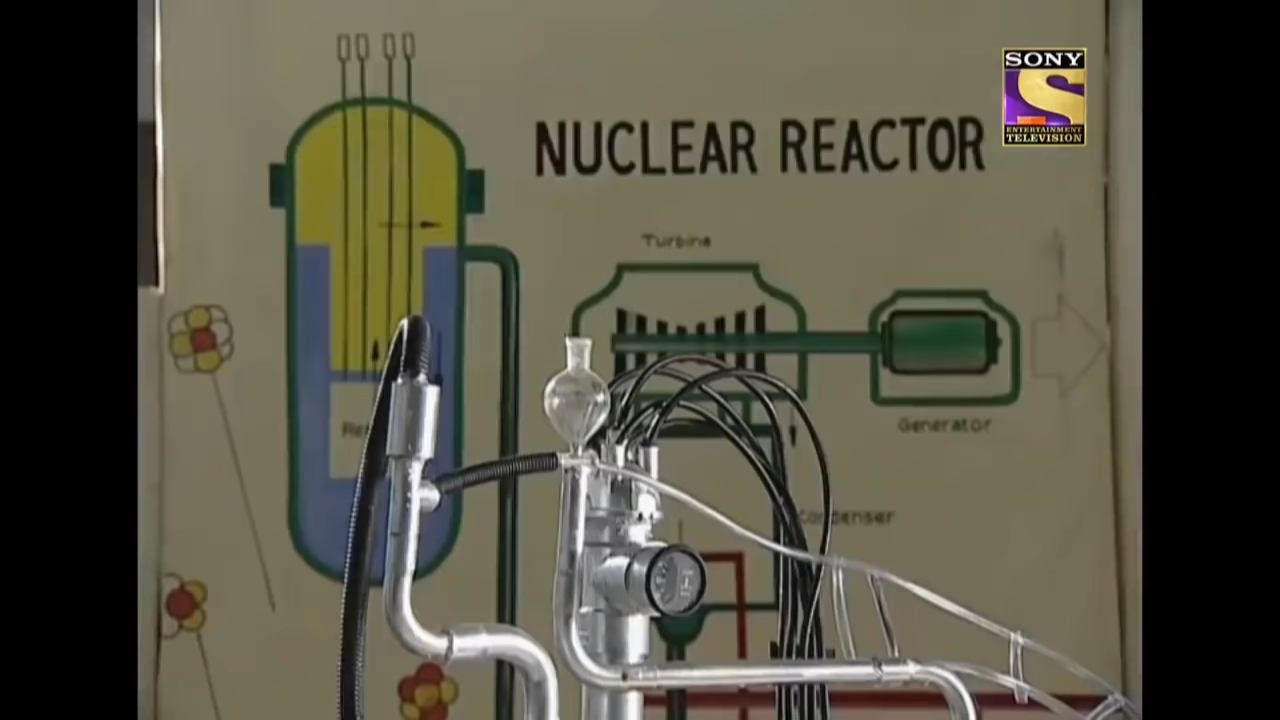 SONY
ENTERTAINMENT
TELEVISION
NUCLEAR REACTOR
Turbine
Generator
Condenser